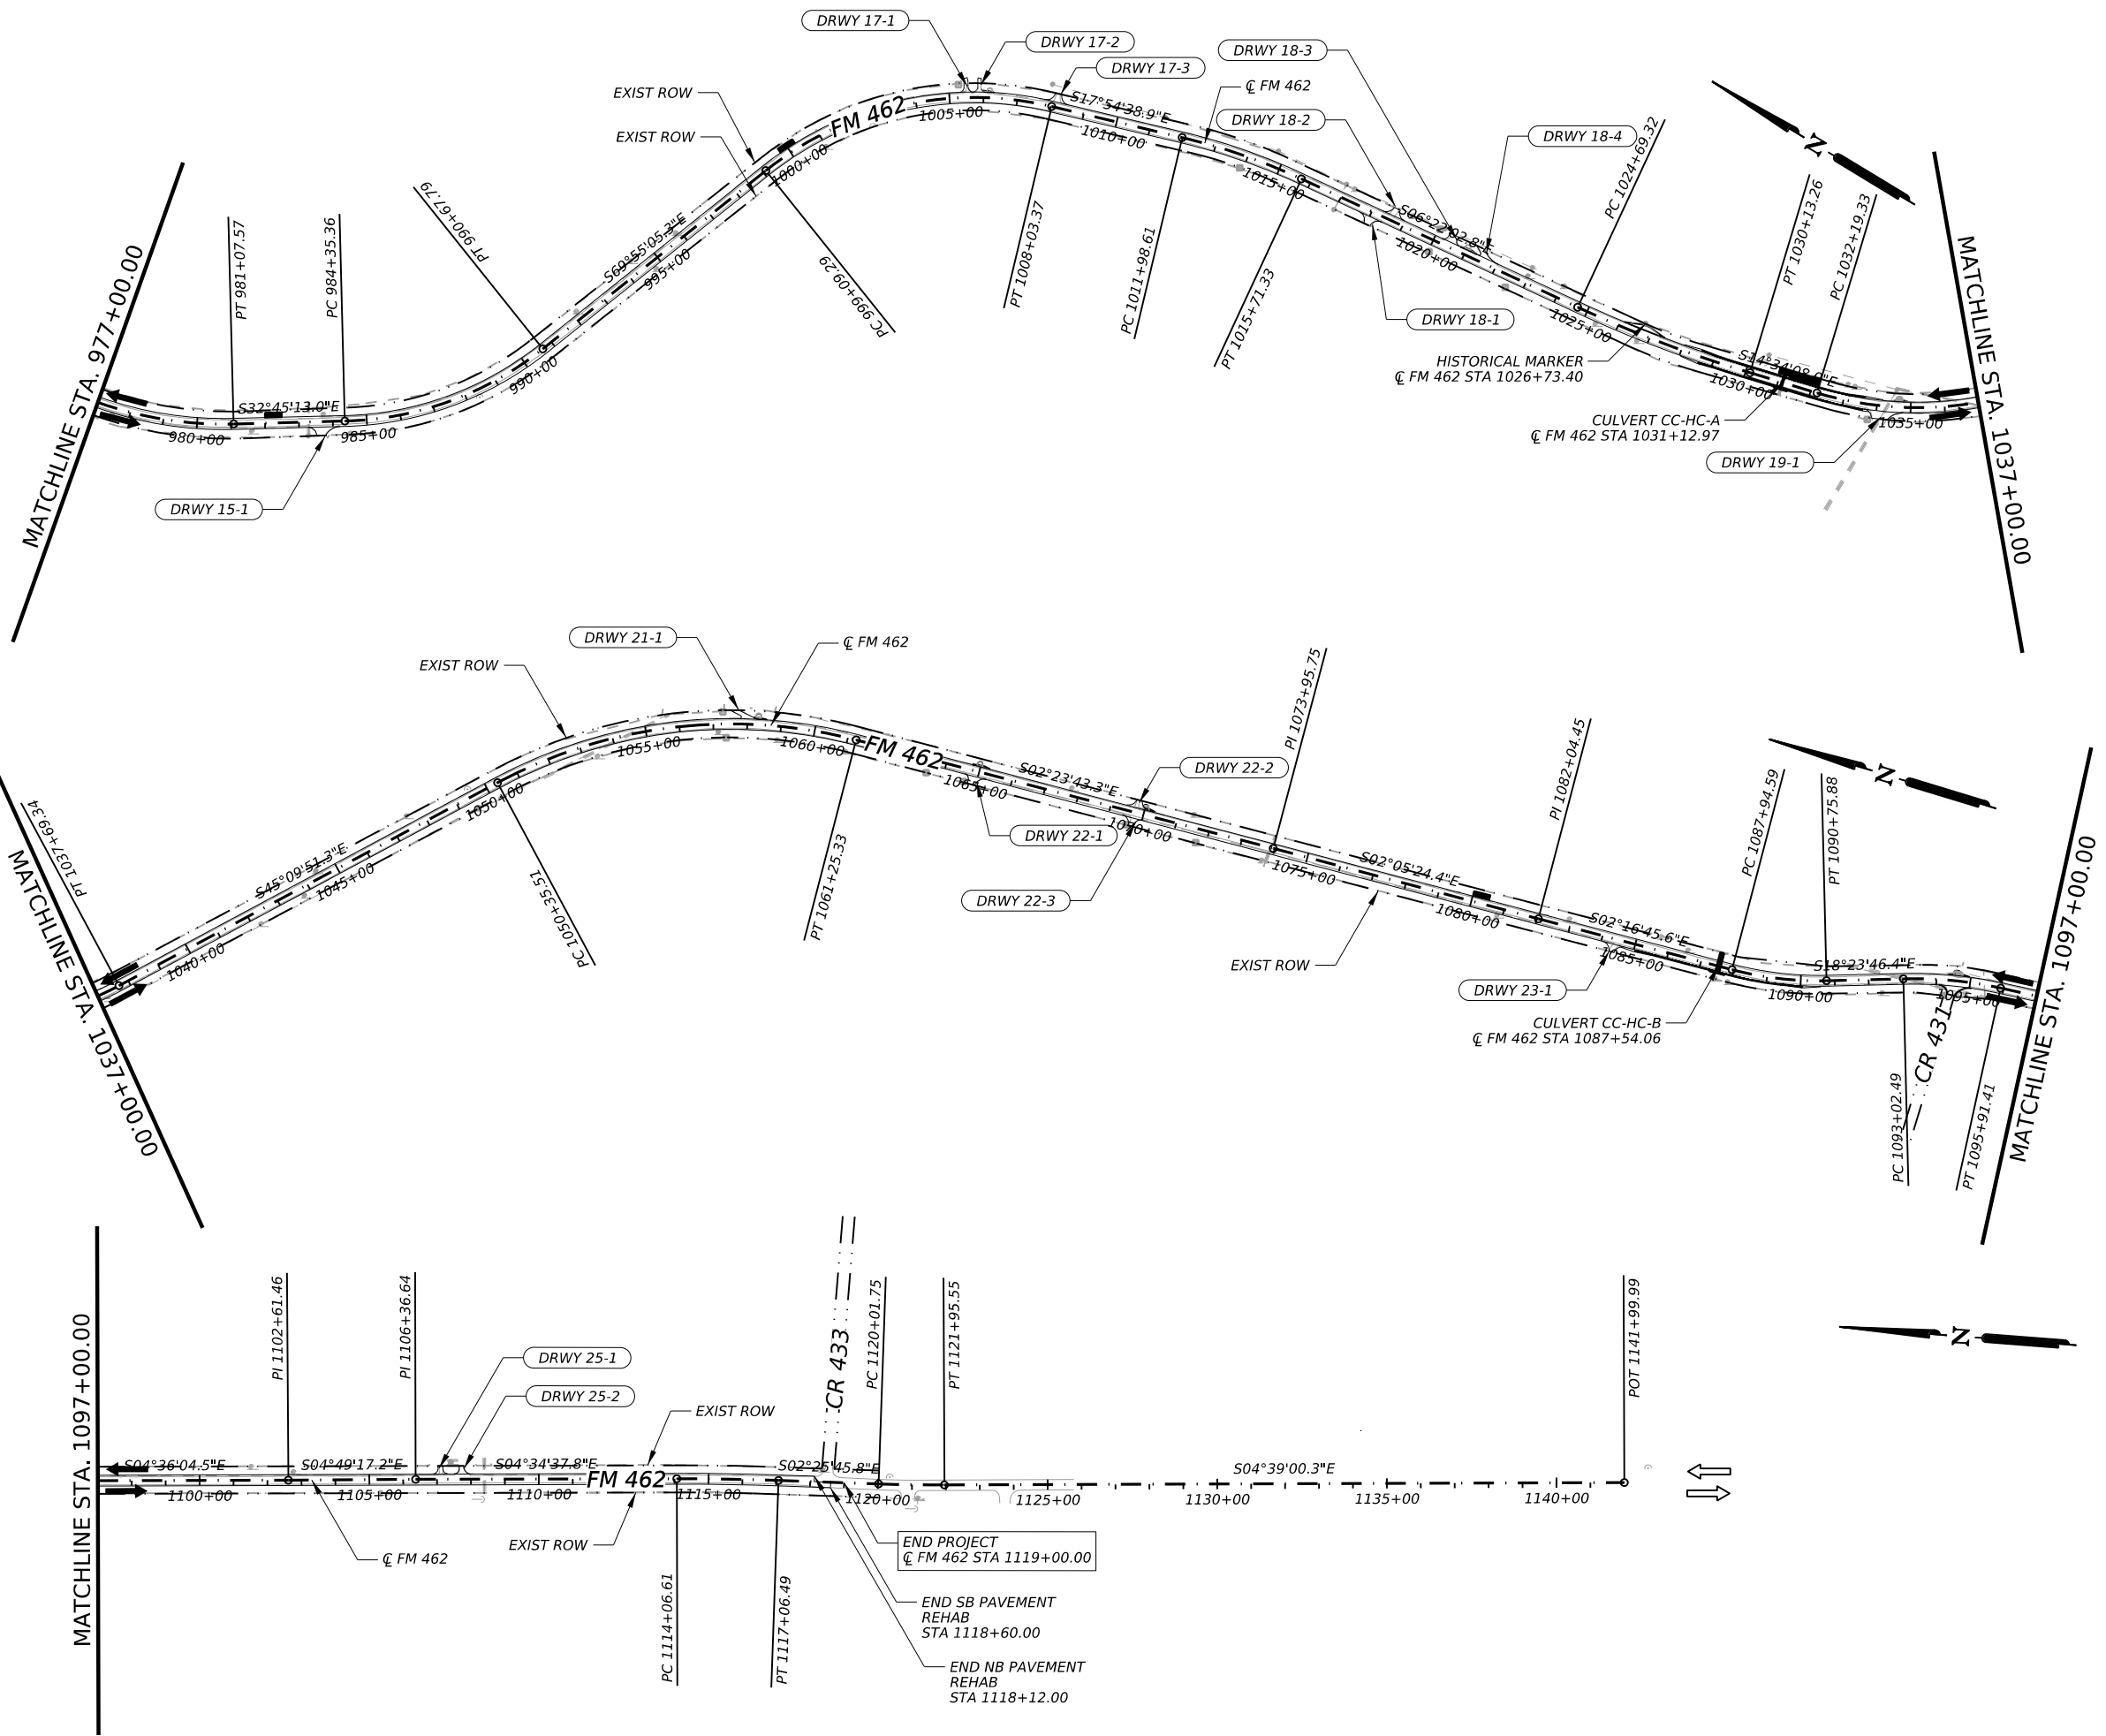 DRWY 17-1
DRWY 17-2
DRWY 17-3
DRWY 18-3
EXIST ROW
EXIST ROW
FM 462
℄ FM 462
DRWY 18-2
DRWY 18-4
N
MATCHLINE STA. 977+00.00
PT 981+07.57
PC 984+35.36
PT 990+67.79
S69°55'05.3"E
PC 999+09.29
1005+00
1000+00
995+00
990+00
S17°54'38.9"E
1010+00
PT 1008+03.37
PC 1011+98.61
1015+00
PT 1015+71.33
S06°22'02.8"E
1020+00
PC 1024+69.32
1025+00
PT 1030+13.26
PC 1032+19.33
MATCHLINE STA. 1037+00.00
S32°45'13.0"E
980+00
985+00
DRWY 15-1
DRWY 18-1
HISTORICAL MARKER
℄ FM 462 STA 1026+73.40
1030+00
CULVERT CC-HC-A
℄ FM 462 STA 1031+12.97
1035+00
DRWY 19-1
DRWY 21-1
EXIST ROW
℄ FM 462
PT 1037+69.34
MATCHLINE STA. 1037+00.00
S45°09'51.3"E
1040+00
1045+00
1050+00
PC 1050+35.51
1055+00
1060+00
PT 1061+25.33
FM 462
1065+00
S02°23'43.3"E
DRWY 22-2
DRWY 22-1
1070+00
DRWY 22-3
PI 1073+95.75
1075+00
S02°05'24.4"E
EXIST ROW
1080+00
PI 1082+04.45
S02°16'45.6"E
1085+00
DRWY 23-1
CULVERT CC-HC-B
℄ FM 462 STA 1087+54.06
PC 1087+94.59
PT 1090+75.88
N
S18°23'46.4"E
1090+00
1095+00
CR 431
PC 1093+02.49
PT 1095+91.41
MATCHLINE STA. 1097+00.00
MATCHLINE STA. 1097+00.00
PI 1102+61.46
PI 1106+36.64
DRWY 25-1
DRWY 25-2
EXIST ROW
CR 433
PC 1120+01.75
PT 1121+95.55
POT 1141+99.99
N
S04°36'04.5"E
S04°49'17.2"E
S04°34'37.8"E
FM 462
S02°25'45.8"E
S04°39'00.3"E
1100+00
1105+00
1110+00
1115+00
1120+00
1125+00
1130+00
1135+00
1140+00
℄ FM 462
EXIST ROW
PC 1114+06.61
PT 1117+06.49
END PROJECT
℄ FM 462 STA 1119+00.00
END SB PAVEMENT
REHAB
STA 1118+60.00
END NB PAVEMENT
REHAB
STA 1118+12.00